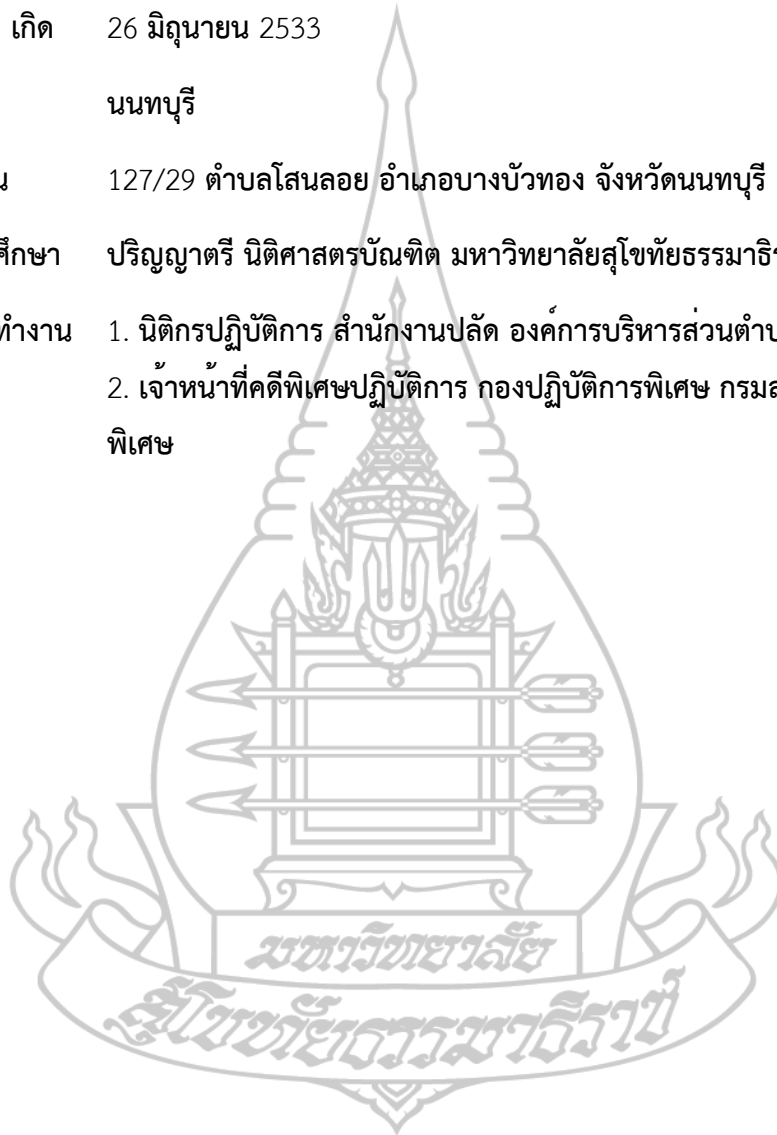 เกิด 26 มิถุนายน 2533
นนทบุรี
127/29 ตำบลโสนลอย อำเภอบางบัวทอง จังหวัดนนทบุรี
ศึกษา ปริญญาตรี นิติศาสตรบัณฑิต มหาวิทยาลัยสุโขทัยธรรมาธิร
ทำงาน 1. นิติกรปฏิบัติการ สำนักงานปลัด องค์การบริหารส่วนตำบ
2. เจ้าหน้าที่คดีพิเศษปฏิบัติการ กองปฏิบัติการพิเศษ กรมส
พิเศษ
มหาวิทยาลัย
สุโขทัยธรรมาธิราช